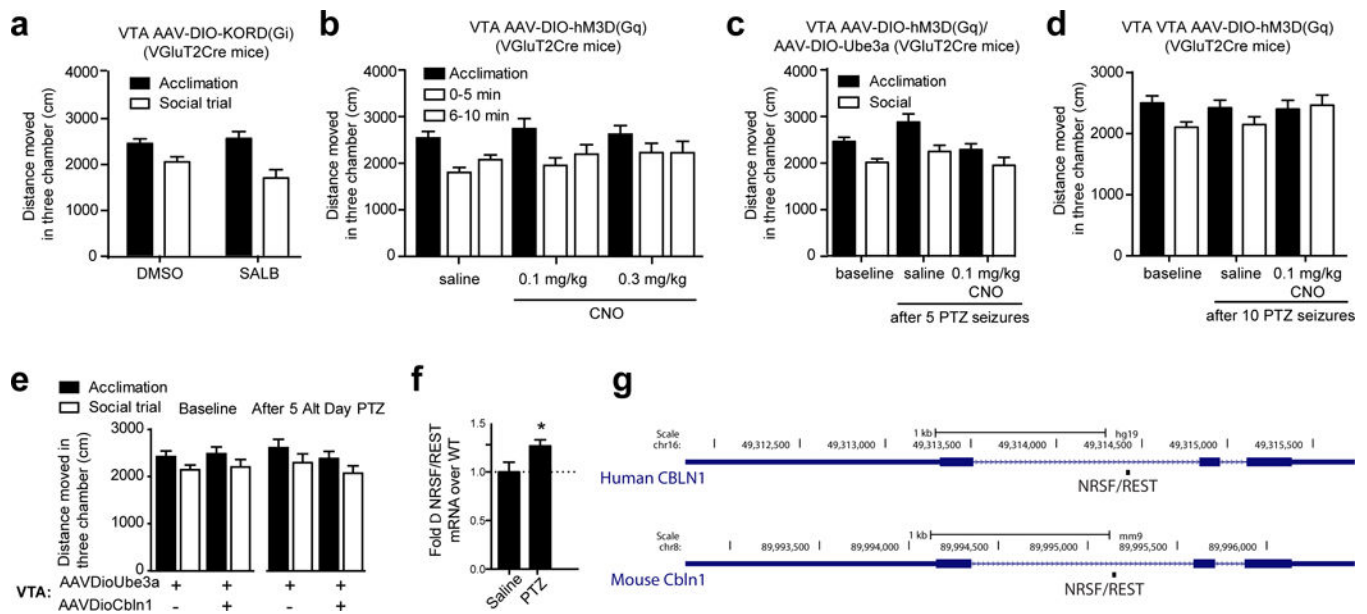 a
VTA AAV-DIO-KORD(Gi)
(VGluT2Cre mice)
Distance moved
in three chamber (cm)
4000
3000
2000
1000
0
Acclimation
Social trial
DMSO
SALB
b
VTA AAV-DIO-hM3D(Gq)
(VGluT2Cre mice)
Distance moved
in three chamber (cm)
4000
3000
2000
1000
0
Acclimation
0-5 min
6-10 min
saline
0.1 mg/kg
0.3 mg/kg
CNO
c
VTA VTA AAV-DIO-hM3D(Gq)/
AAV-DIO-Ube3a (VGluT2Cre mice)
Distance moved
in three chamber (cm)
4000
3000
2000
1000
0
Acclimation
Social
baseline
saline
0.1 mg/kg
CNO
after 5 PTZ seizures
d
VTA VTA AAV-DIO-hM3D(Gq)
(VGluT2Cre mice)
Distance moved
in three chamber (cm)
3000
2000
1000
0
baseline
saline
0.1 mg/kg
CNO
after 10 PTZ seizures
e
Acclimation
Social trial
Baseline
After 5 Alt Day PTZ
Distance moved in
three chamber (cm)
3000
2000
1000
0
VTA:
AAVDioUbe3a + + + +
AAVDioCbln1 - + - +
f
Fold D NRSF/REST
mRNA over WT
1.5
1.0
0.5
0.0
*
Saline
PTZ
g
Scale
chr16:
1 kb
hg19
49,312,500
49,313,000
49,313,500
49,314,000
49,314,500
49,315,000
49,315,500
Human CBLN1
NRSF/REST
Scale
chr8:
1 kb
mm9
89,993,500
89,994,000
89,994,500
89,995,000
89,995,500
89,996,000
Mouse Cbln1
NRSF/REST